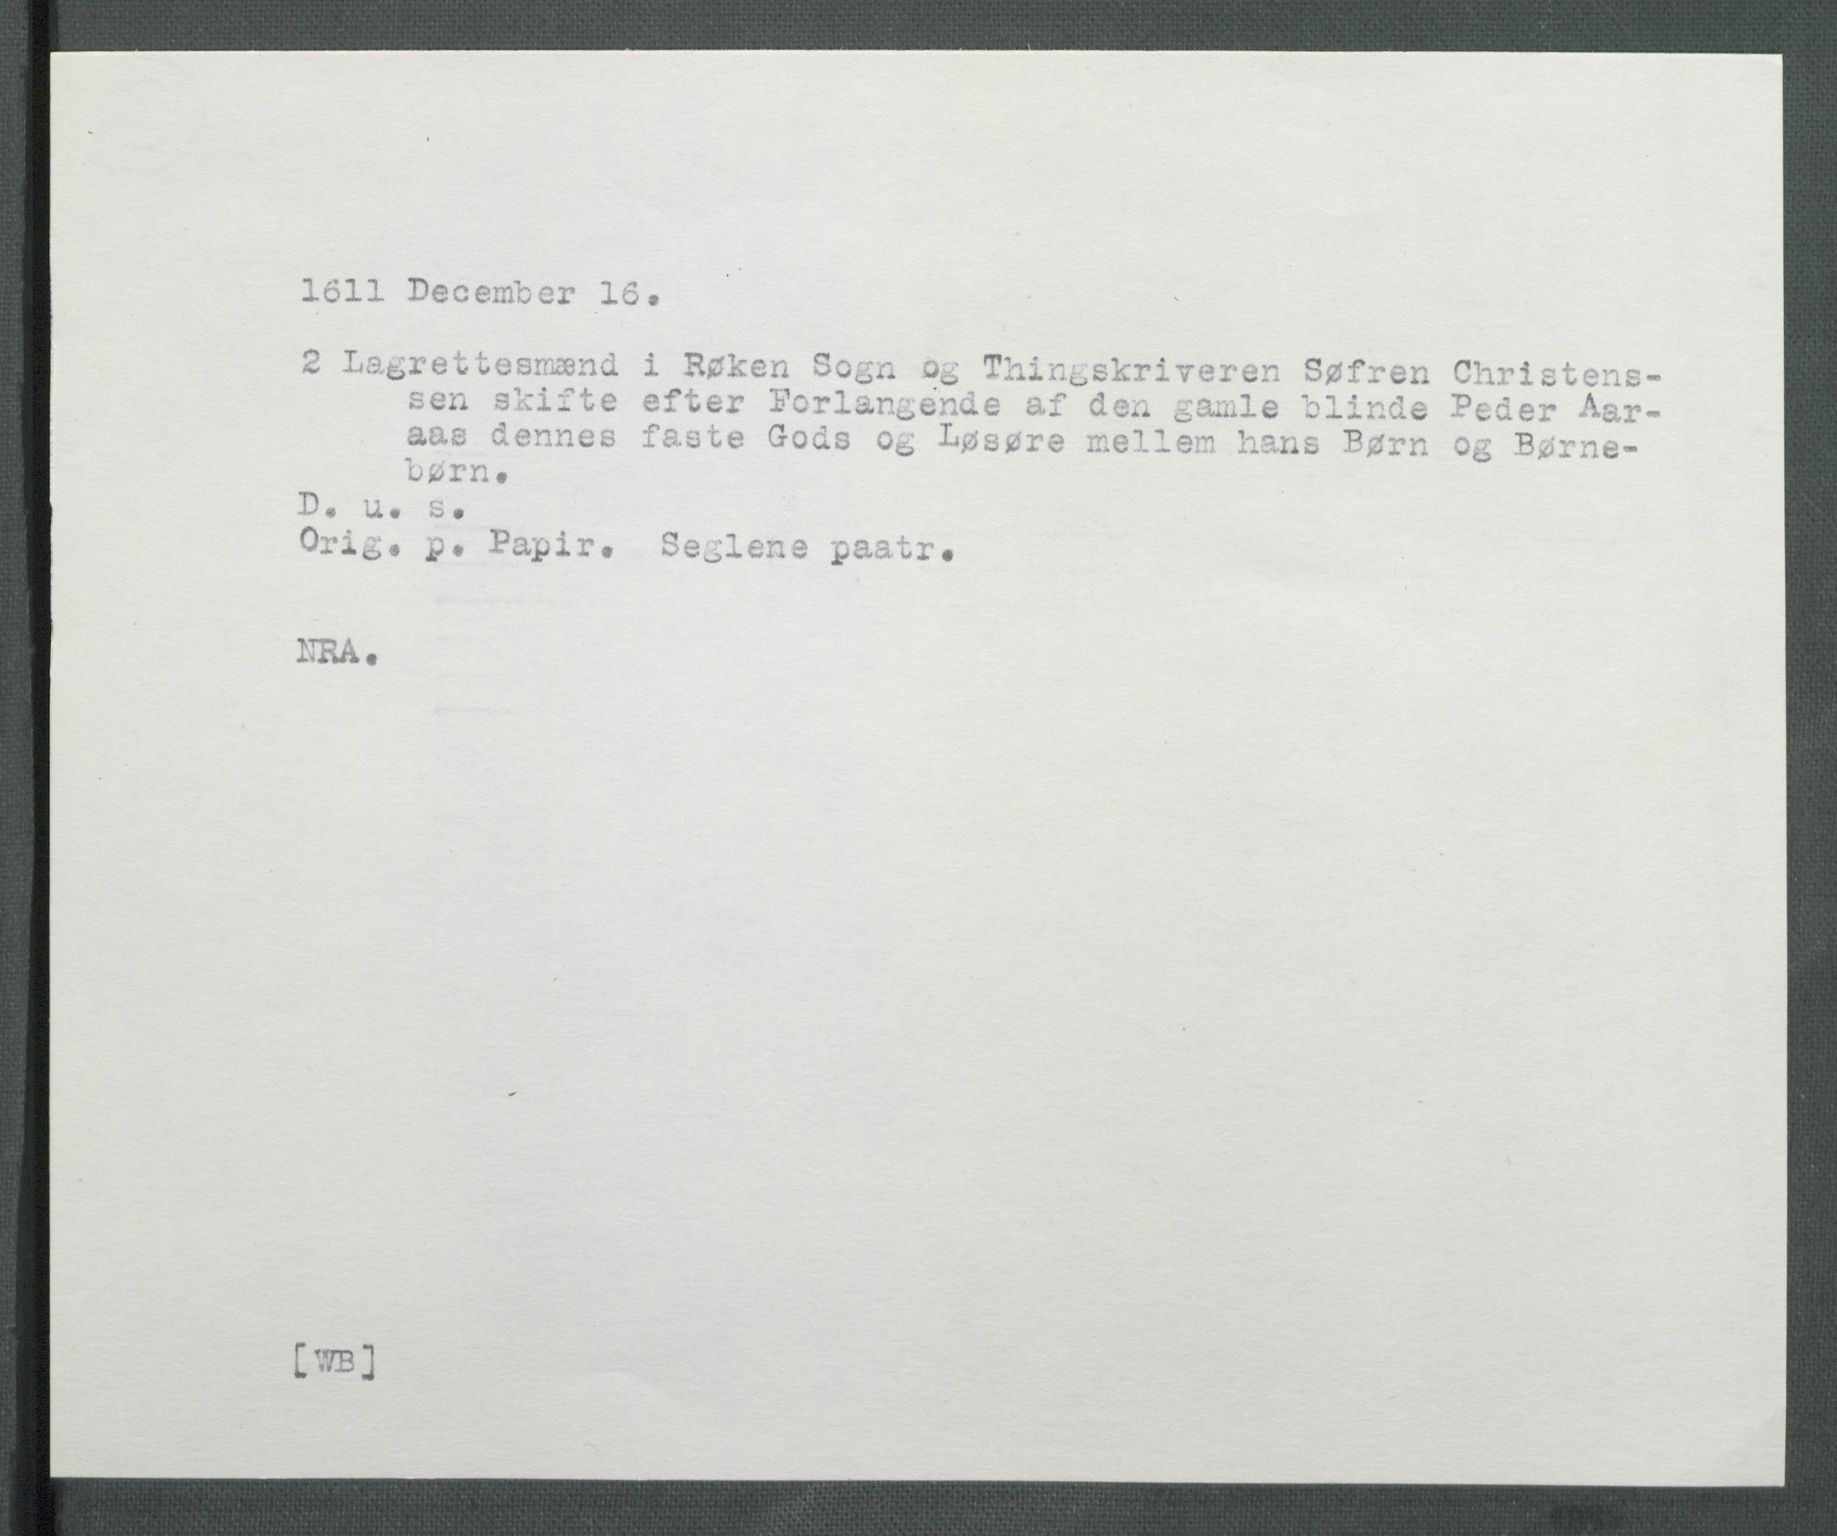 1611 December 16.
2 Lagrettesmænd i Røken Sogn og Thingskriveren Søfren Christens-
sen skifte efter Forlangende af den gamle blinde Peder Aar-
aas dennes faste Gods og Løsøre mellem hans Børn og Børne-
børn.
D. u. s.
Orig. p. Papir. Seglene paatr.
NRA.
[WB]